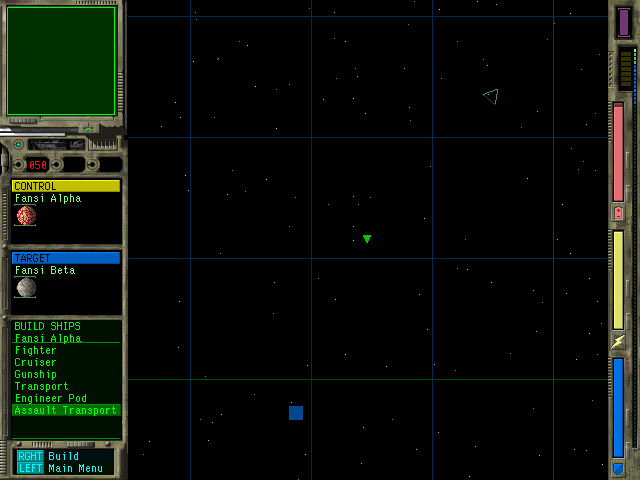 050
CONTROL
Fansi Alpha
TARGET
Fansi Beta
BUILD SHIPS
Fansi Alpha
Fighter
Cruiser
Gunship
Transport
Engineer Pod
Assault Transport
RGHT Build
LEFT Main Menu